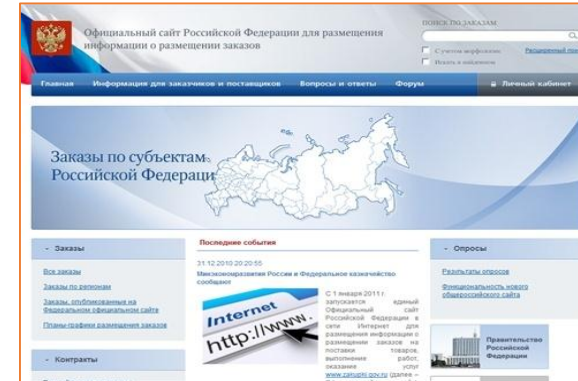 Официальный сайт Российской Федерации для размещения
информации о размещении заказов
ПОИСК ПО ЗАКАЗАМ
С учетом морфологии
Расширенный
Искать в найденном
Главная
Информация для заказчиков и поставщиков
Вопросы и ответы
Форум
Личный кабинет
Заказы по субъектам
Российской Федераци
- Заказы
Все заказы
Заказы по регионам
Заказы, опубликованные на
Федеральном официальном сайте
Планы-графики размещения заказов
- Контракты
Последние события
31.12.2010 20:20:55
Минэкономразвития России и Федеральное казначейство
сообщают
Internet
http://www.
С 1 января 2011 г.
запускается единый
Официальный сайт
Российской Федерации в
сети Интернет для
размещения информации о
размещении заказов на
поставки товаров,
выполнение работ,
оказание услуг
www.zakupki.gov.ru (далее –
- Опросы
Результаты опросов
Функциональность нового
общероссийского сайта
Правительство
Российской
Федерации